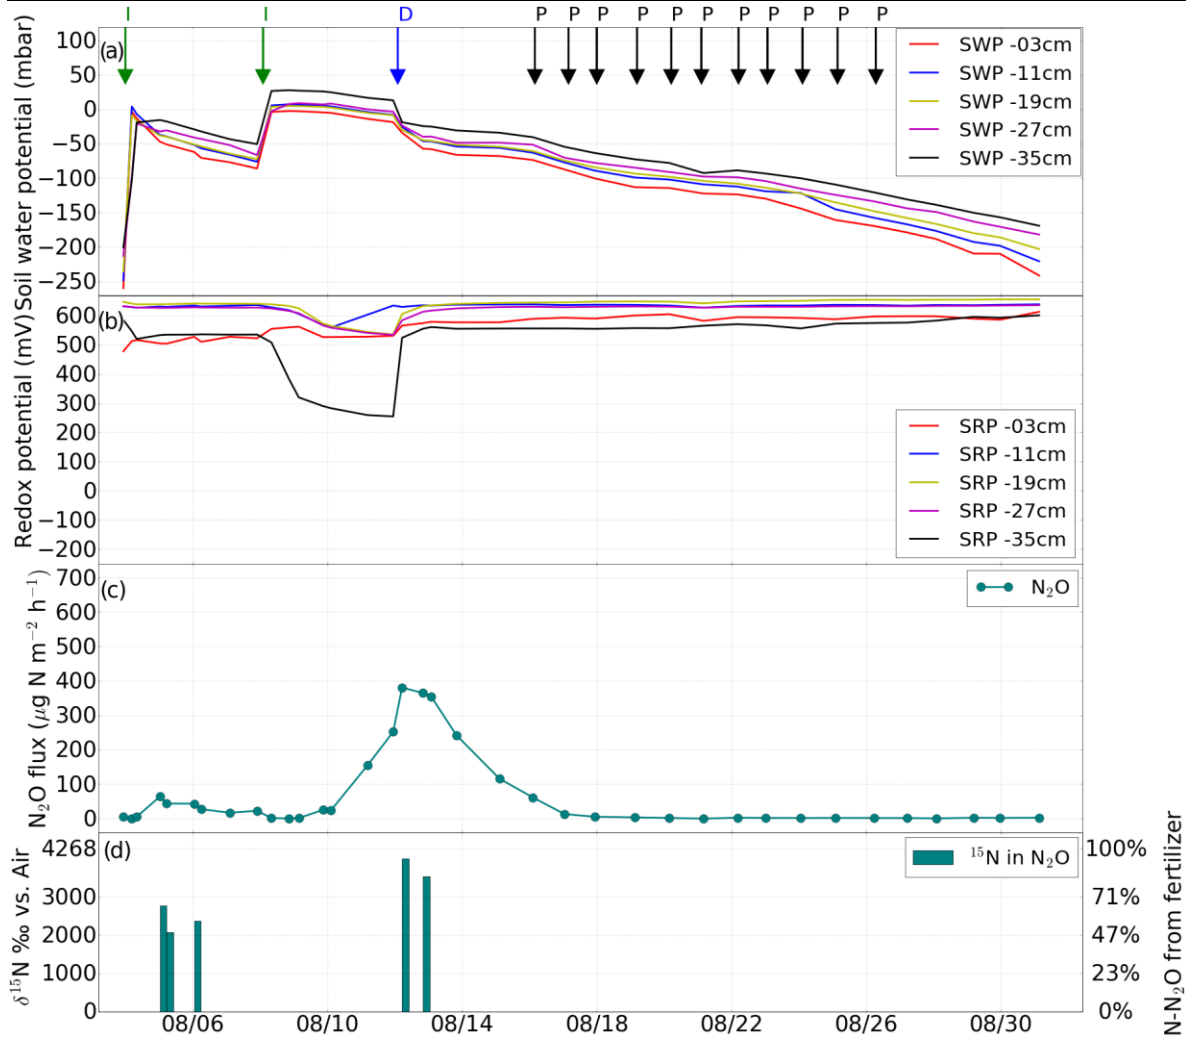 I I D P P P P P P P P P P P
(a)
100
50
0
−50
−100
−150
−200
−250
Soil water potential (mbar)
SWP -03cm
SWP -11cm
SWP -19cm
SWP -27cm
SWP -35cm
(b)
600
500
400
300
200
100
0
−100
−200
Redox potential (mV)
SRP -03cm
SRP -11cm
SRP -19cm
SRP -27cm
SRP -35cm
(c)
700
600
500
400
300
200
100
0
N₂O flux (μg N m⁻² h⁻¹)
N₂O
(d)
4268
3000
2000
1000
0
δ¹⁵N ‰ vs. Air
¹⁵N in N₂O
100%
71%
47%
23%
0%
N-N₂O from fertilizer
08/06 08/10 08/14 08/18 08/22 08/26 08/30